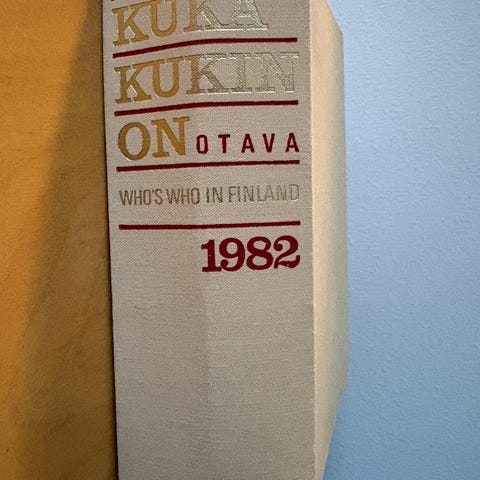 KUKA
KUKIN
ON OTAVA
WHO'S WHO IN FINLAND
1982